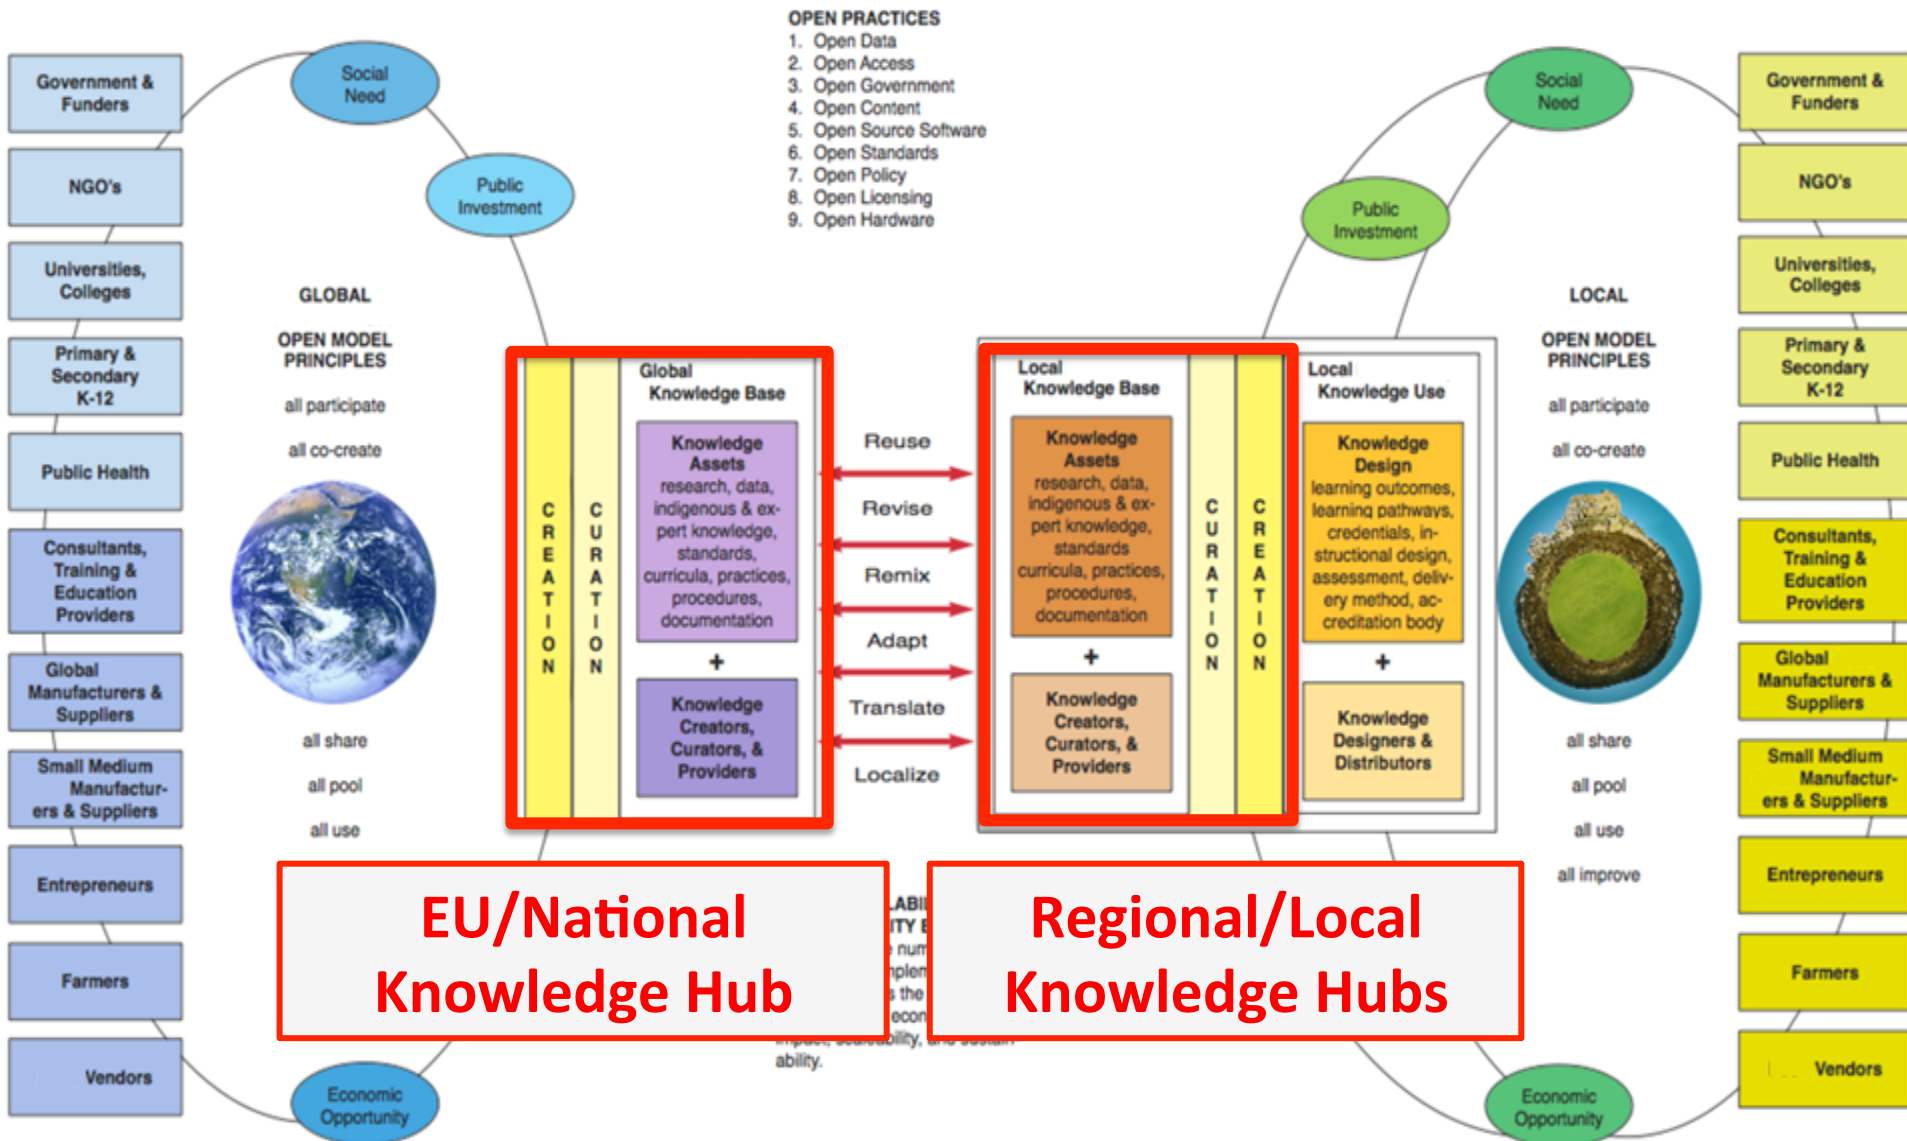 OPEN PRACTICES
1. Open Data
2. Open Access
3. Open Government
4. Open Content
5. Open Source Software
6. Open Standards
7. Open Policy
8. Open Licensing
9. Open Hardware
Government &
Funders
NGO's
Universities,
Colleges
Primary &
Secondary
K-12
Public Health
Consultants,
Training &
Education
Providers
Global
Manufacturers &
Suppliers
Small Medium
Manufactur-
ers & Suppliers
Entrepreneurs
Farmers
Vendors
Social
Need
Public
Investment
GLOBAL
OPEN MODEL
PRINCIPLES
all participate
all co-create
all share
all pool
all use
Economic
Opportunity
CREATION
CURATION
Global
Knowledge Base
Knowledge
Assets
research, data,
indigenous & ex-
pert knowledge,
standards,
curricula, practices,
procedures,
documentation
+
Knowledge
Creators,
Curators, &
Providers
Reuse
Revise
Remix
Adapt
Translate
Localize
Local
Knowledge Base
Knowledge
Assets
research, data,
indigenous & ex-
pert knowledge,
standards
curricula, practices,
procedures,
documentation
+
Knowledge
Creators,
Curators, &
Providers
CURATION
CREATION
Local
Knowledge Use
Knowledge
Design
learning outcomes,
learning pathways,
credentials, in-
structional design,
assessment, deliv-
ery method, ac-
creditation body
+
Knowledge
Designers &
Distributors
EU/National
Knowledge Hub
Regional/Local
Knowledge Hubs
the
impact, scaleability, and sustain-
ability.
Social
Need
Public
Investment
LOCAL
OPEN MODEL
PRINCIPLES
all participate
all co-create
all share
all pool
all use
all improve
Economic
Opportunity
Government &
Funders
NGO's
Universities,
Colleges
Primary &
Secondary
K-12
Public Health
Consultants,
Training &
Education
Providers
Global
Manufacturers &
Suppliers
Small Medium
Manufactur-
ers & Suppliers
Entrepreneurs
Farmers
Vendors